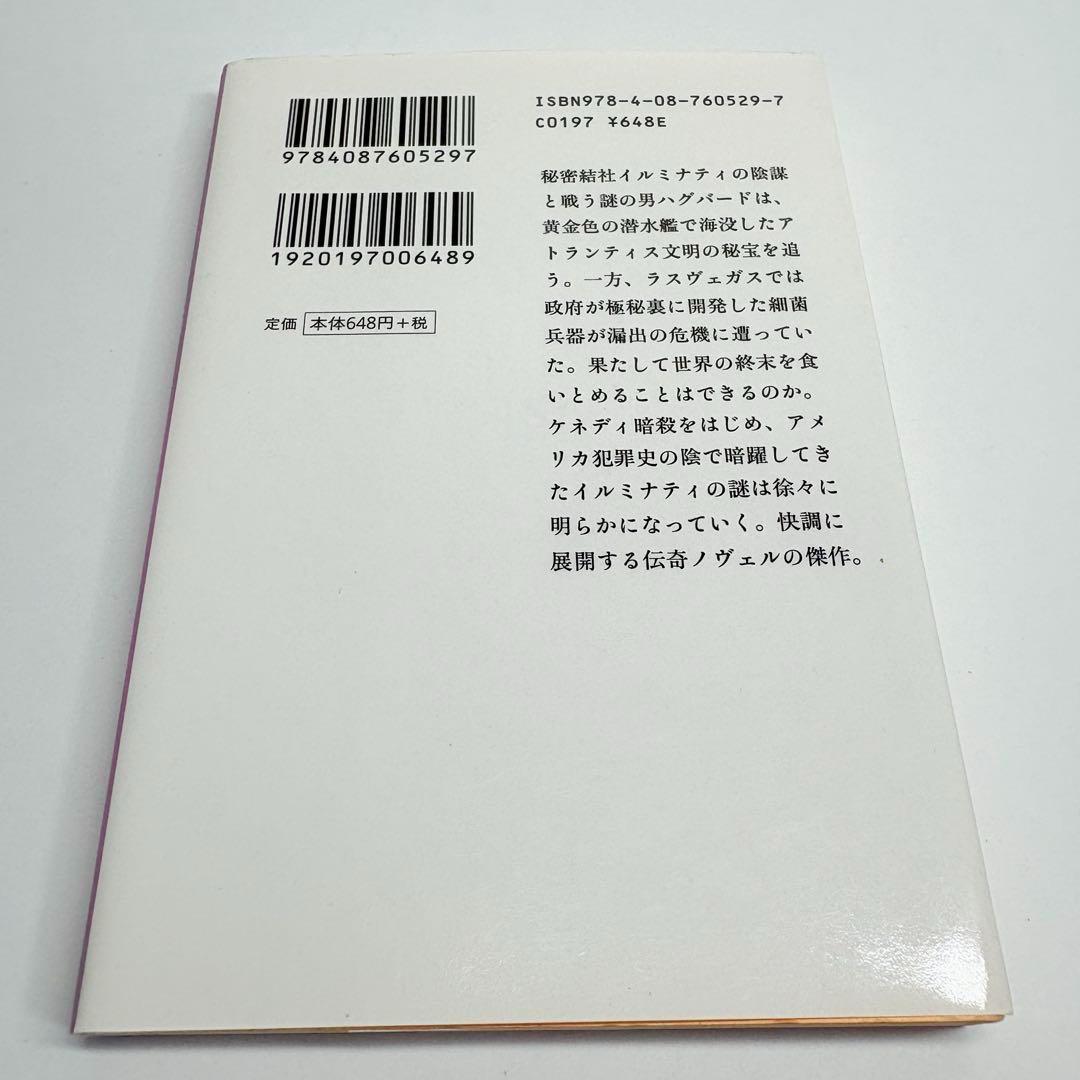 9784087605297
1920197006489
定価 本体648円+税
ISBN978-4-08-760529-7
C0197 ¥648E
秘密結社イルミナティの陰謀
と戦う謎の男ハグバードは、
黄金色の潜水艦で海没したア
トランティス文明の秘宝を追
う。一方、ラスヴェガスでは
政府が極秘裏に開発した細菌
兵器が漏出の危機に遭ってい
た。果たして世界の終末を食
いとめることはできるのか。
ケネディ暗殺をはじめ、アメ
リカ犯罪史の陰で暗躍してき
たイルミナティの謎は徐々に
明らかになっていく。快調に
展開する伝奇ノヴェルの傑作。